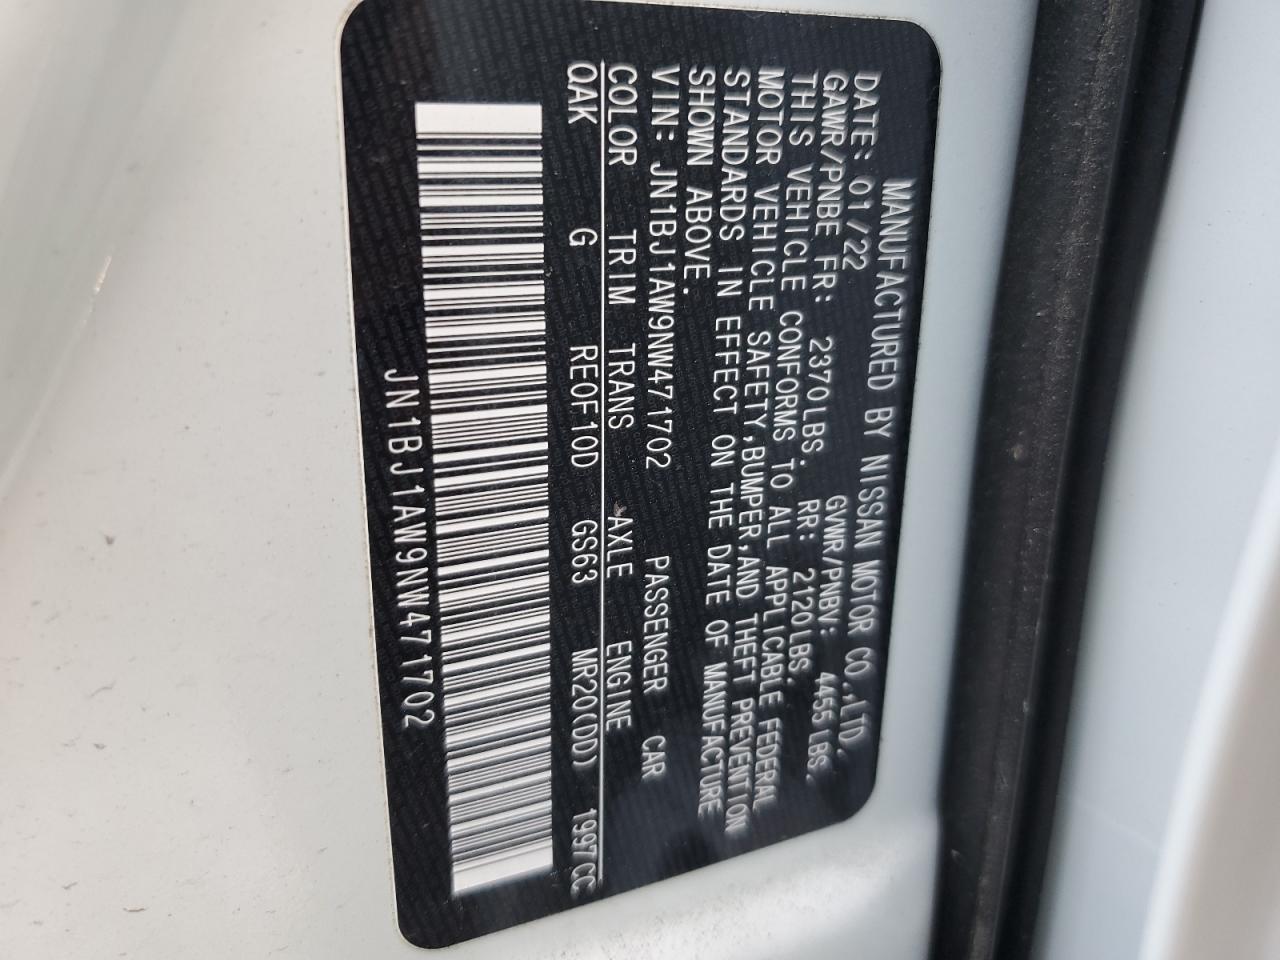 MANUFACTURED BY NISSAN MOTOR CO.,LTD.
DATE: 01/22 GVWR/PNBV: 4455 LBS.
GAWR/PNBE FR: 2370LBS. RR: 2120LBS.
THIS VEHICLE CONFORMS TO ALL APPLICABLE FEDERAL
MOTOR VEHICLE SAFETY,BUMPER,AND THEFT PREVENTION
STANDARDS IN EFFECT ON THE DATE OF MANUFACTURE
SHOWN ABOVE.
VIN: JN1BJ1AW9NW471702 PASSENGER CAR
COLOR TRIM TRANS AXLE ENGINE
QAK G RE0F10D GS63 MR20(DD) 1997CC
JN1BJ1AW9NW471702